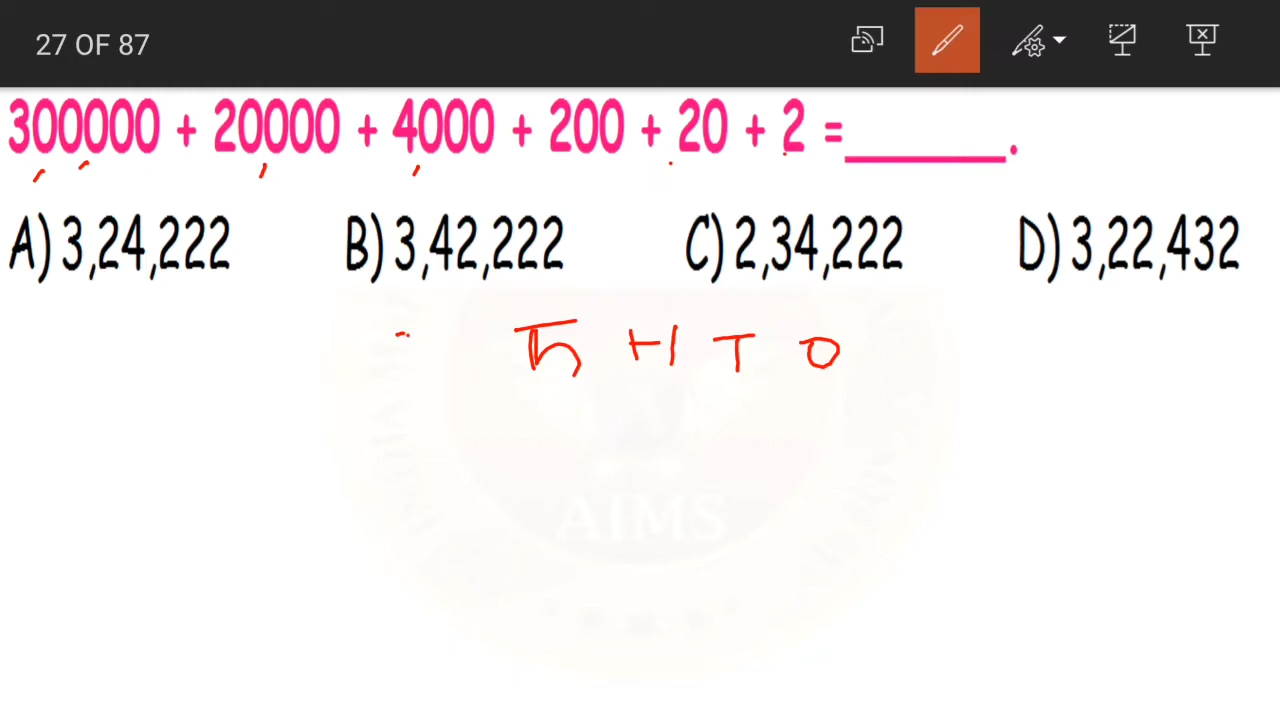 27 OF 87
300000 + 20000 + 4000 + 200 + 20 + 2 =______.
A) 3,24,222 B) 3,42,222 C) 2,34,222 D) 3,22,432
Th H T O
AIMS